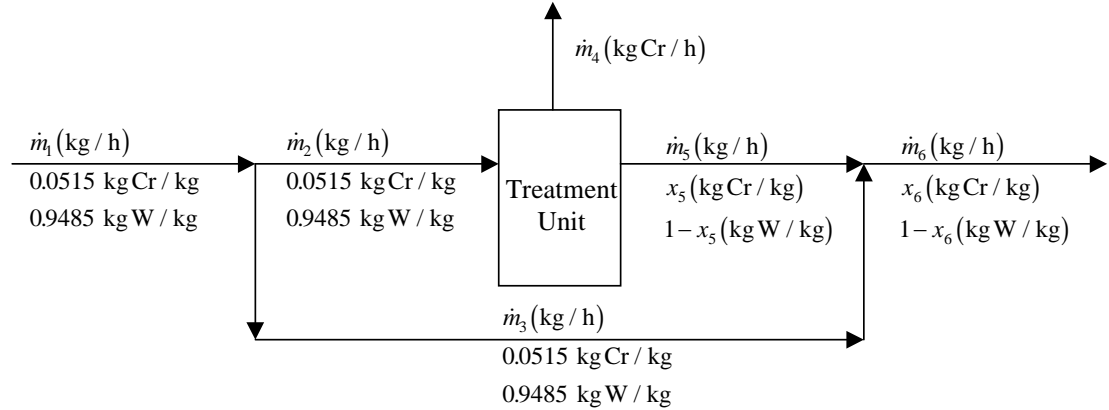 ṁ₄(kg Cr / h)
ṁ₁(kg / h)
0.0515 kg Cr / kg
0.9485 kg W / kg
ṁ₂(kg / h)
0.0515 kg Cr / kg
0.9485 kg W / kg
Treatment
Unit
ṁ₅(kg / h)
x₅(kg Cr / kg)
1− x₅(kg W / kg)
ṁ₆(kg / h)
x₆(kg Cr / kg)
1− x₆(kg W / kg)
ṁ₃(kg / h)
0.0515 kg Cr / kg
0.9485 kg W / kg